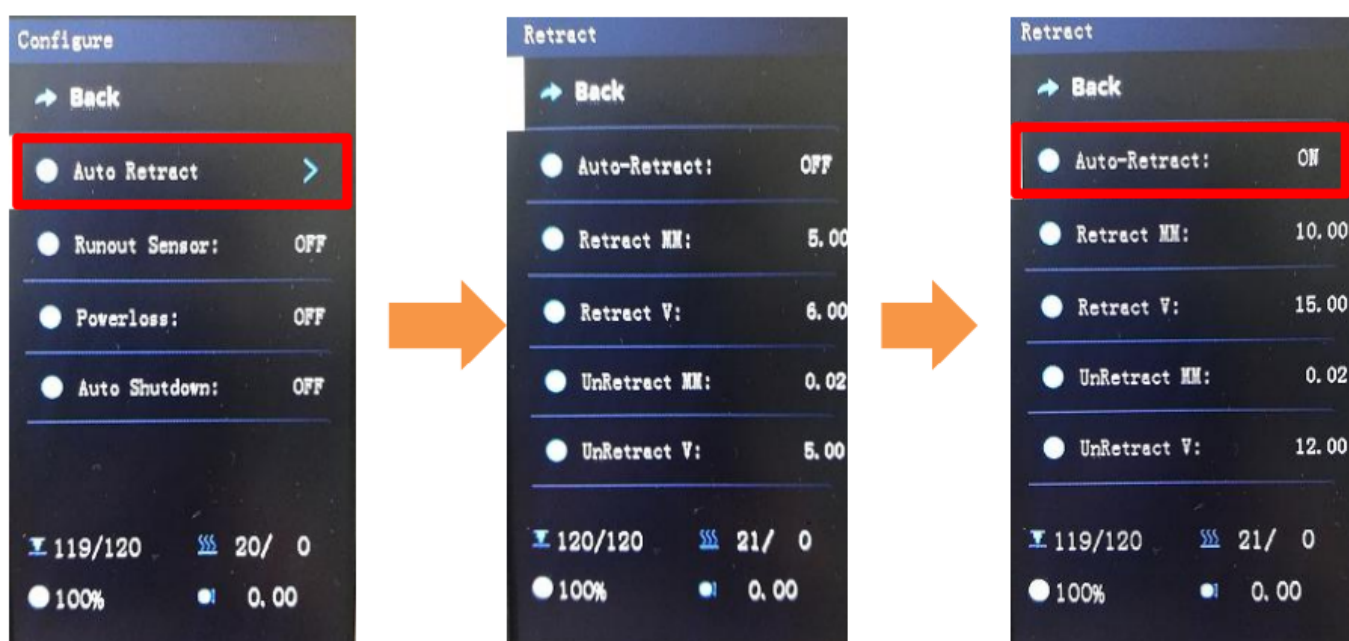 Configure
Back
Auto Retract >
Runout Sensor: OFF
Powerloss: OFF
Auto Shutdown: OFF
119/120 20/ 0
100% 0.00
Retract
Back
Auto-Retract: OFF
Retract MM: 5.00
Retract V: 6.00
UnRetract MM: 0.02
UnRetract V: 5.00
120/120 21/ 0
100% 0.00
Retract
Back
Auto-Retract: ON
Retract MM: 10.00
Retract V: 15.00
UnRetract MM: 0.02
UnRetract V: 12.00
119/120 21/ 0
100% 0.00